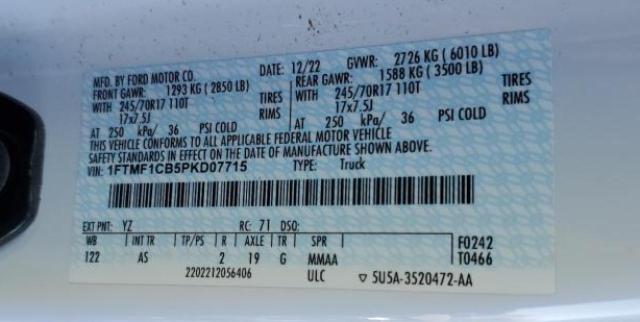 MFD. BY FORD MOTOR CO.
DATE: 12/22 GVWR: 2726 KG ( 6010 LB)
FRONT GAWR: 1293 KG ( 2850 LB) REAR GAWR: 1588 KG ( 3500 LB)
WITH 245/70R17 110T TIRES WITH 245/70R17 110T TIRES
17x7.5J RIMS 17x7.5J RIMS
AT 250 kPa/ 36 PSI COLD AT 250 kPa/ 36 PSI COLD
THIS VEHICLE CONFORMS TO ALL APPLICABLE FEDERAL MOTOR VEHICLE
SAFETY STANDARDS IN EFFECT ON THE DATE OF MANUFACTURE SHOWN ABOVE.
VIN: 1FTMF1CB5PKD07715 TYPE: Truck
EXT PNT: YZ RC: 71 DSO:
WB INT TR TP/PS R AXLE TR SPR F0242
122 AS 2 19 G MMAA T0466
2202212056406 ULC ▽ 5U5A-3520472-AA